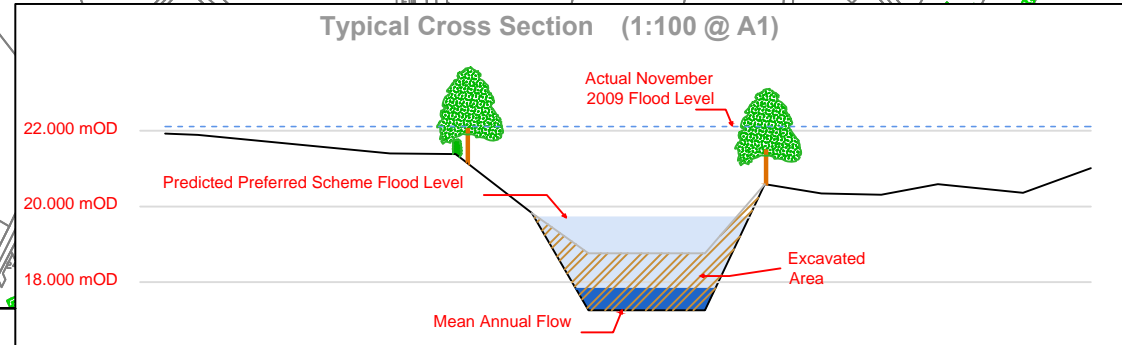 Typical Cross Section (1:100 @ A1)
Actual November
2009 Flood Level
22.000 mOD
Predicted Preferred Scheme Flood Level
20.000 mOD
Excavated
Area
18.000 mOD
Mean Annual Flow